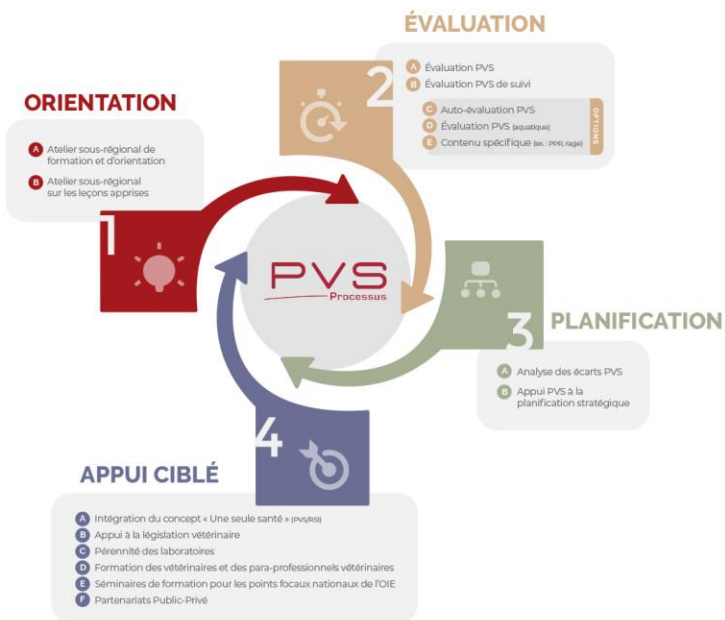 ORIENTATION
A Atelier sous-régional de
formation et d'orientation
B Atelier sous-régional
sur les leçons apprises
1
ÉVALUATION
2
A Évaluation PVS
B Évaluation PVS de suivi
C Auto-évaluation PVS
D Évaluation PVS (aquatique)
E Contenu spécifique (ex. : PPR, rage)
OPTIONS
PVS
Processus
3
PLANIFICATION
A Analyse des écarts PVS
B Appui PVS à la
planification stratégique
4
APPUI CIBLÉ
A Intégration du concept « Une seule santé » (PVS/RSI)
B Appui à la législation vétérinaire
C Pérennité des laboratoires
D Formation des vétérinaires et des para-professionnels vétérinaires
E Séminaires de formation pour les points focaux nationaux de l'OIE
F Partenariats Public-Privé